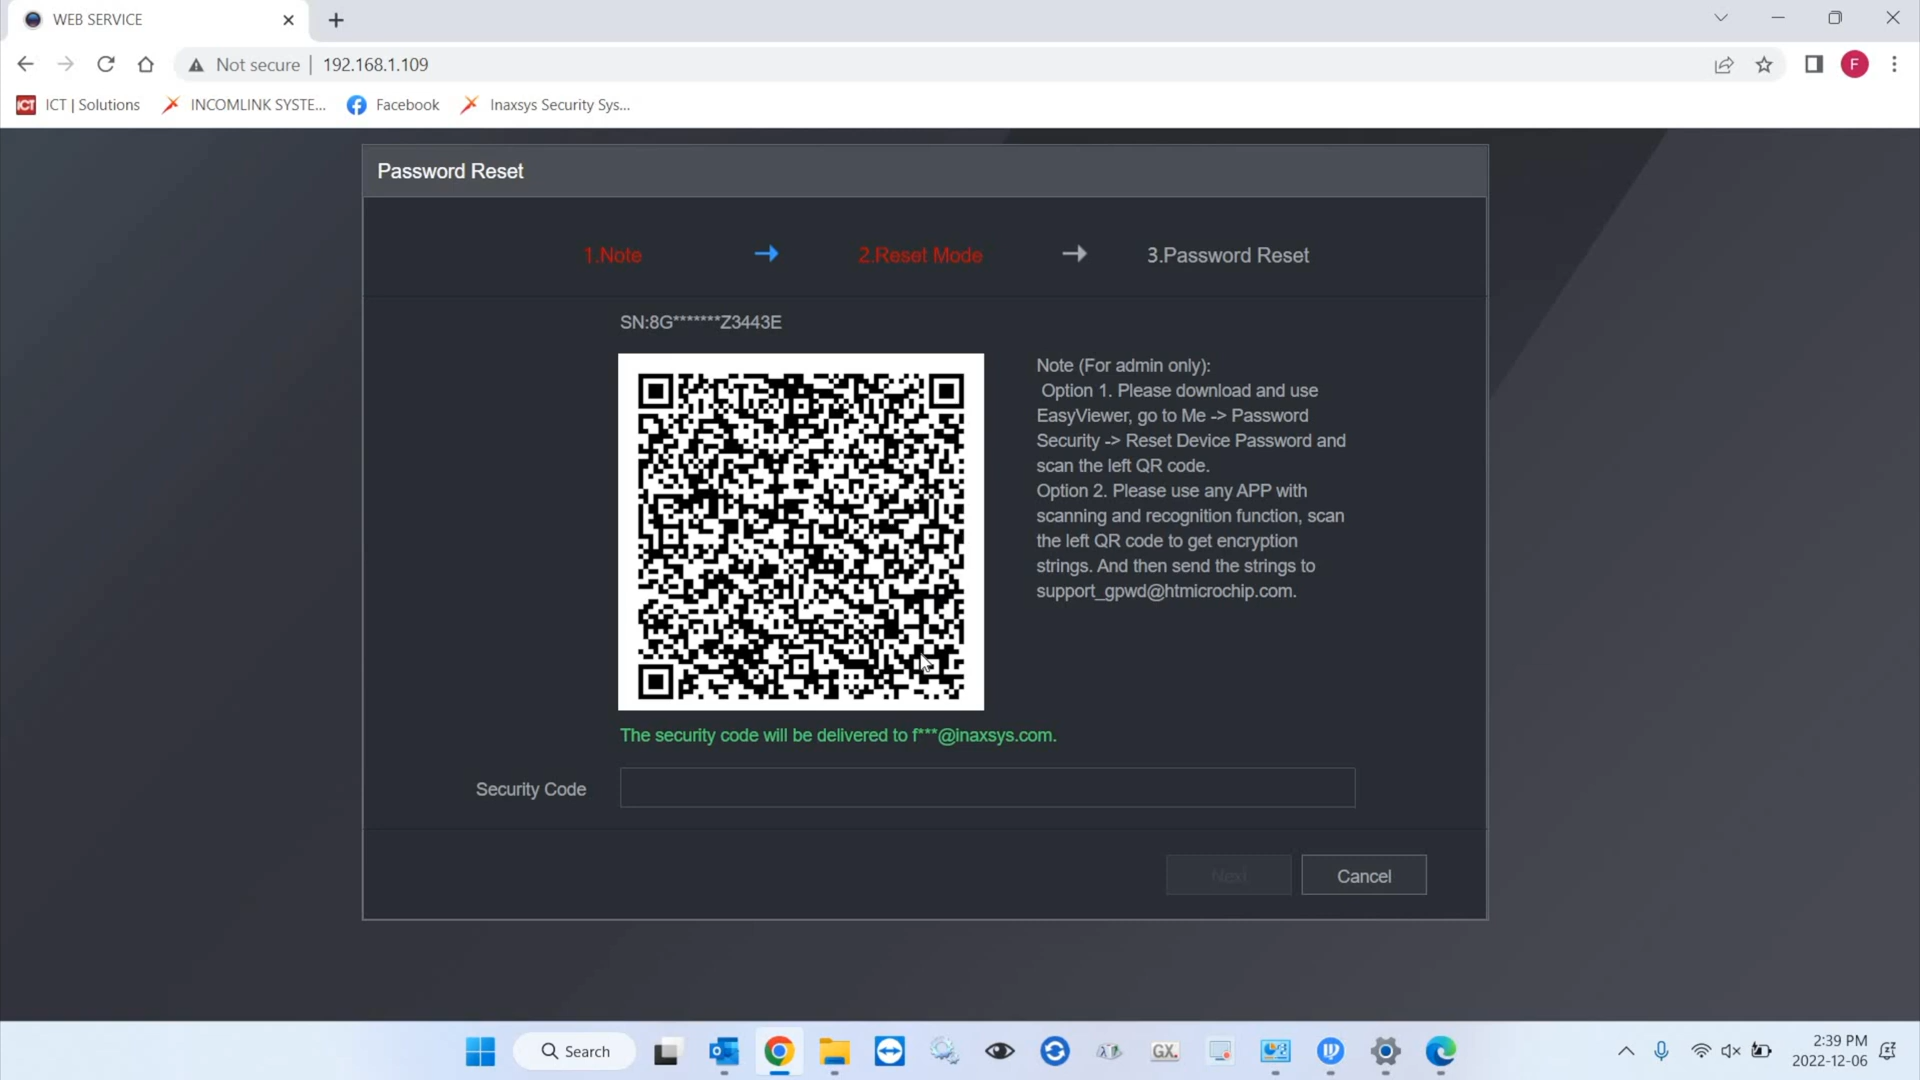 WEB SERVICE
Not secure
192.168.1.109
ICT | Solutions
INCOMLINK SYSTE...
Facebook
Inaxsys Security Sys...
Password Reset
1.Note
2.Reset Mode
3.Password Reset
SN:8G*******Z3443E
Note (For admin only):
Option 1. Please download and use
EasyViewer, go to Me -> Password
Security -> Reset Device Password and
scan the left QR code.
Option 2. Please use any APP with
scanning and recognition function, scan
the left QR code to get encryption
strings. And then send the strings to
support_gpwd@htmicrochip.com.
The security code will be delivered to f***@inaxsys.com.
Security Code
Next
Cancel
Search
GX.
2:39 PM
2022-12-06